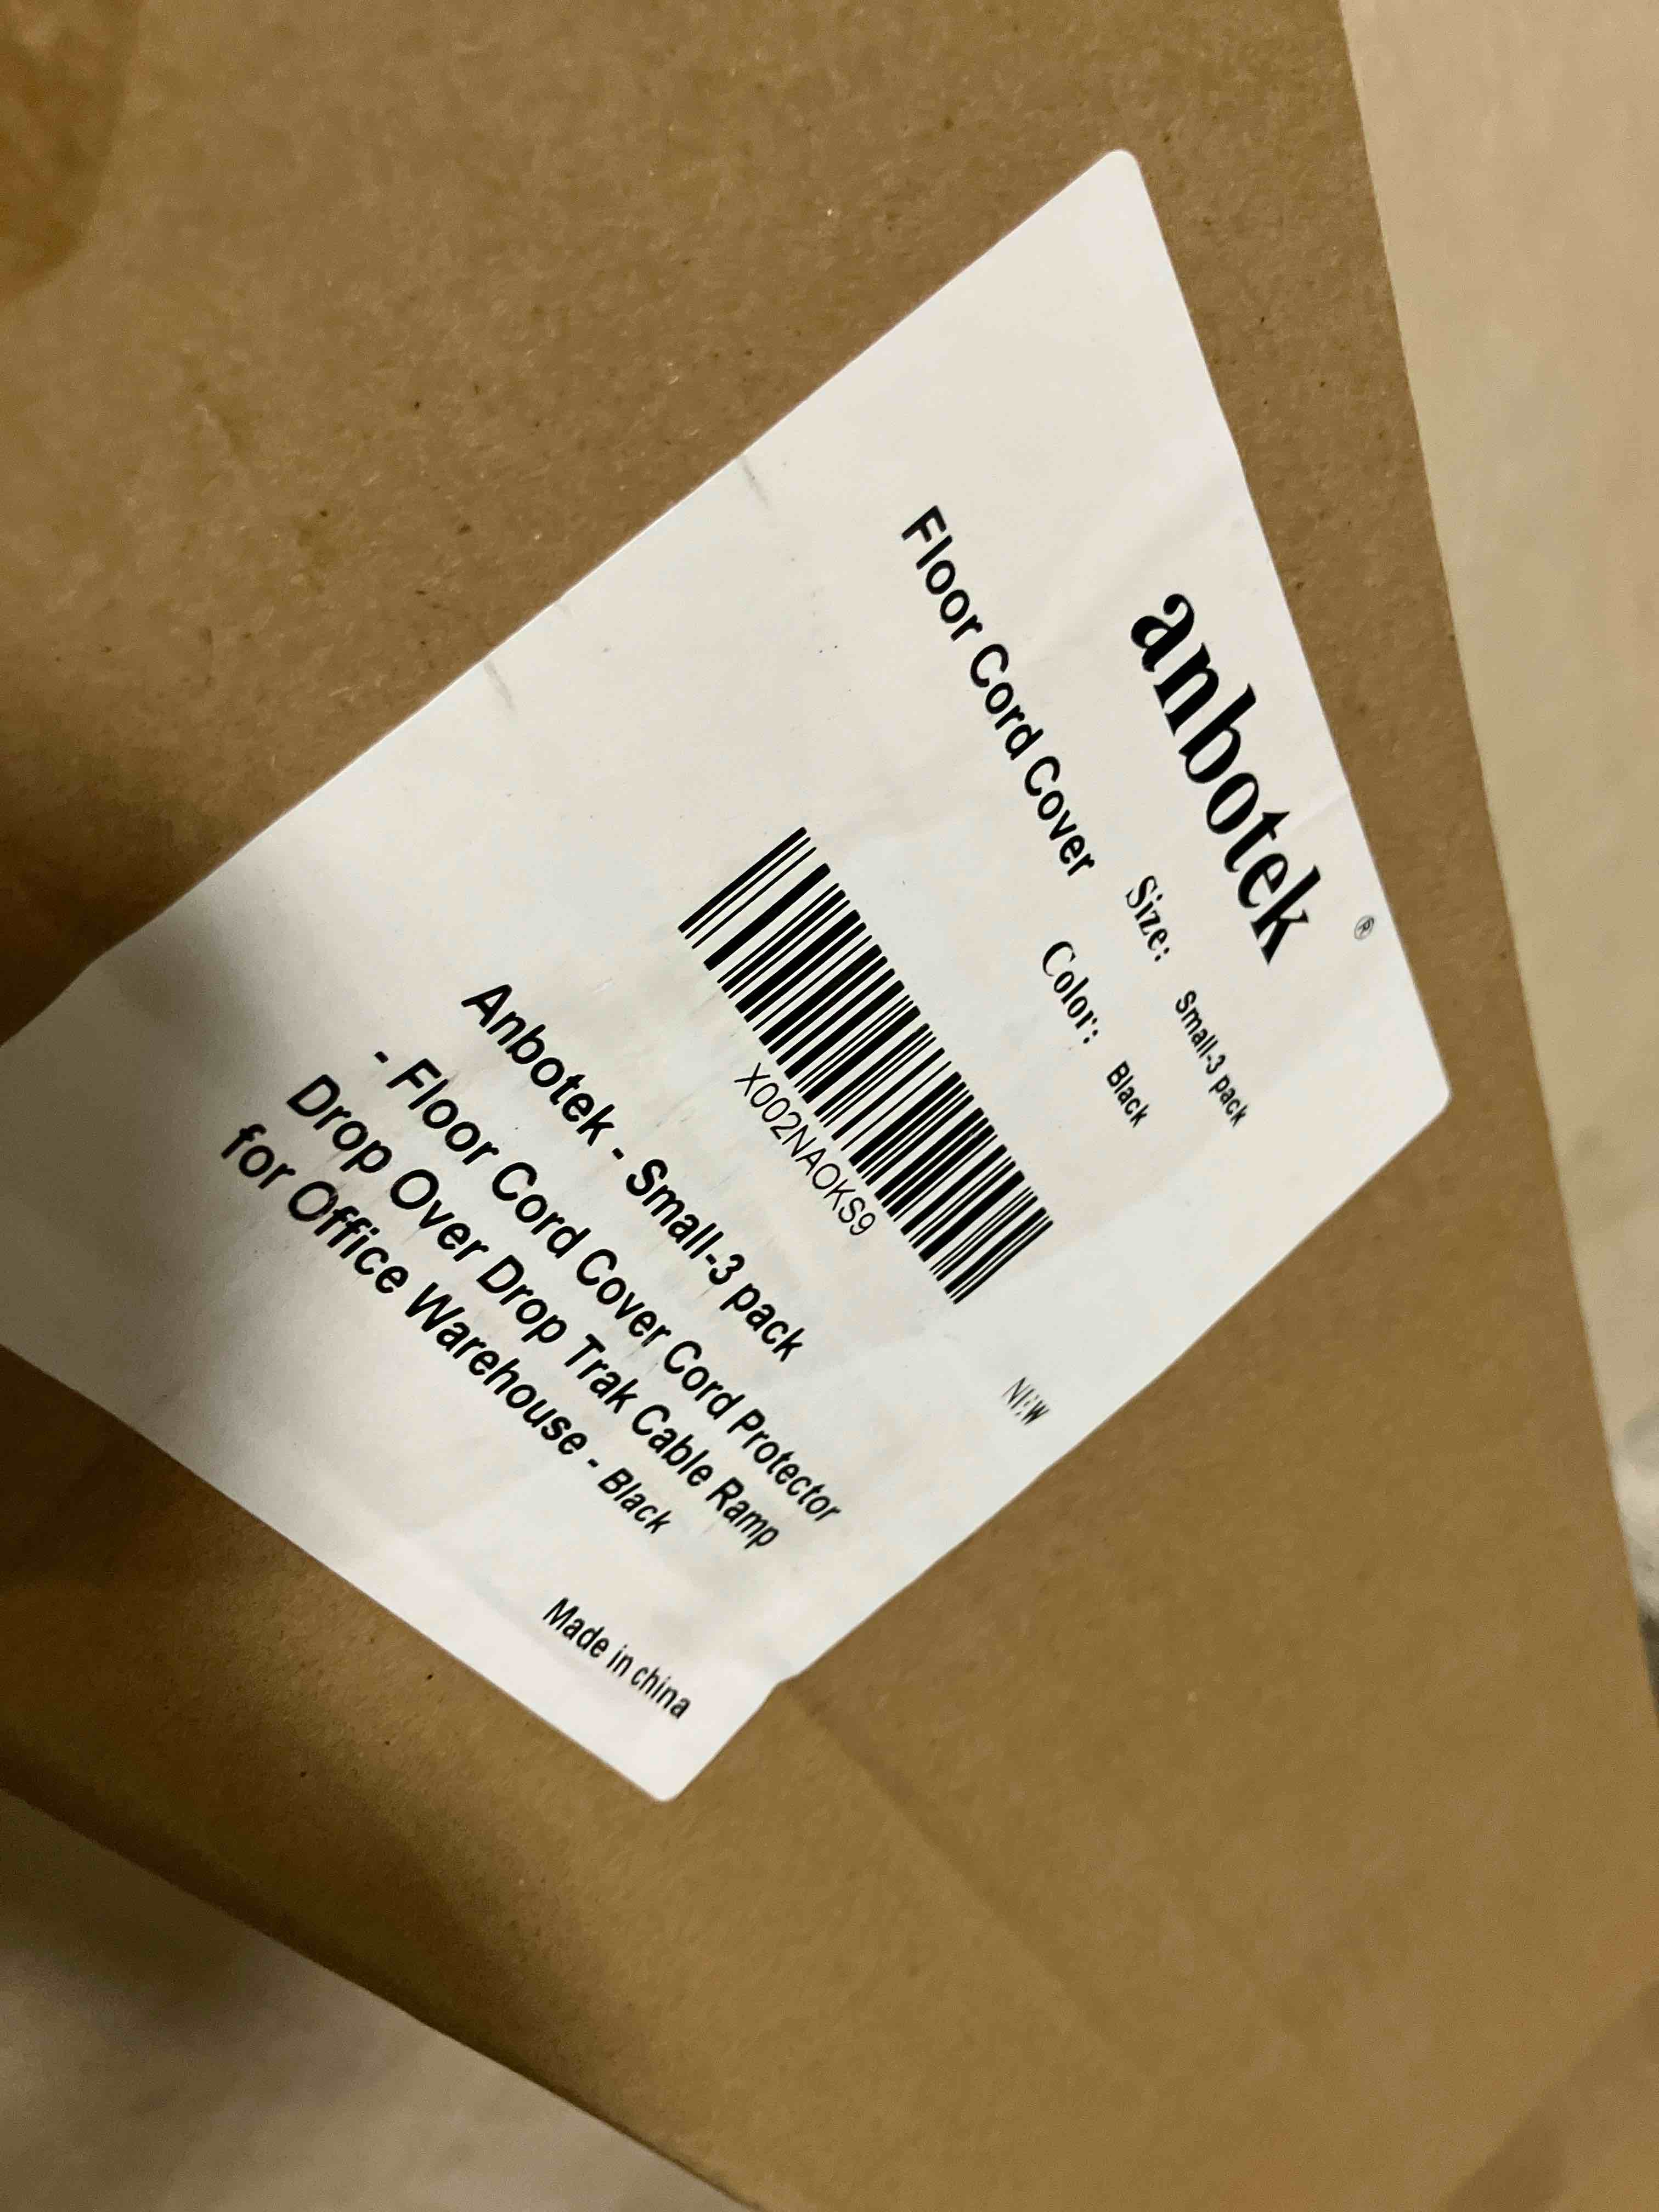 anbotek ®
Floor Cord Cover
Size: Small-3 pack
Color: Black
X002NAOKS9
NEW
Anbotek - Small-3 pack
- Floor Cord Cover Cord Protector
Drop Over Drop Trak Cable Ramp
for Office Warehouse - Black
Made in china